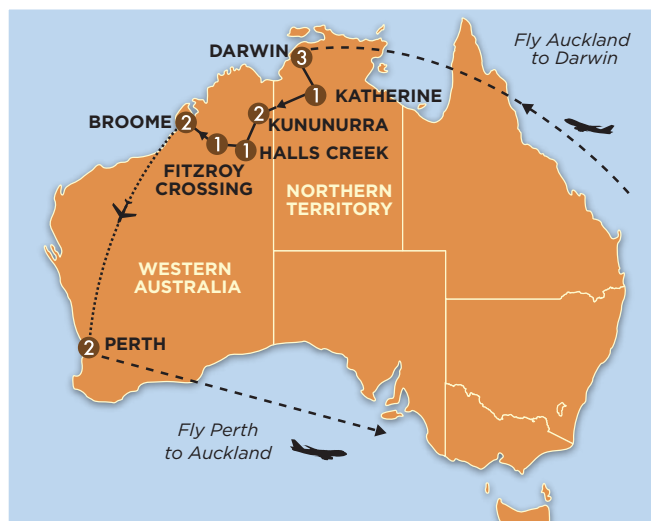 Fly Auckland
to Darwin
DARWIN
3
1
KATHERINE
BROOME
2
2
KUNUNURRA
1
1
HALLS CREEK
FITZROY
CROSSING
NORTHERN
TERRITORY
WESTERN
AUSTRALIA
2
PERTH
Fly Perth
to Auckland